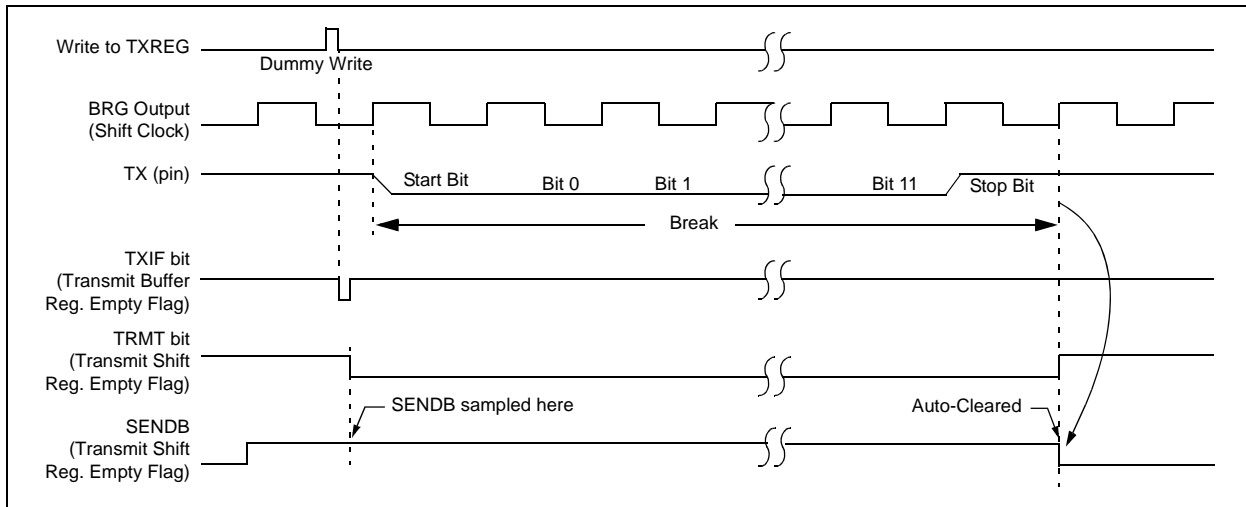 Write to TXREG
Dummy Write
BRG Output
(Shift Clock)
TX (pin)
Start Bit
Bit 0
Bit 1
Bit 11
Stop Bit
Break
TXIF bit
(Transmit Buffer
Reg. Empty Flag)
TRMT bit
(Transmit Shift
Reg. Empty Flag)
SENDB sampled here
Auto-Cleared
SENDB
(Transmit Shift
Reg. Empty Flag)